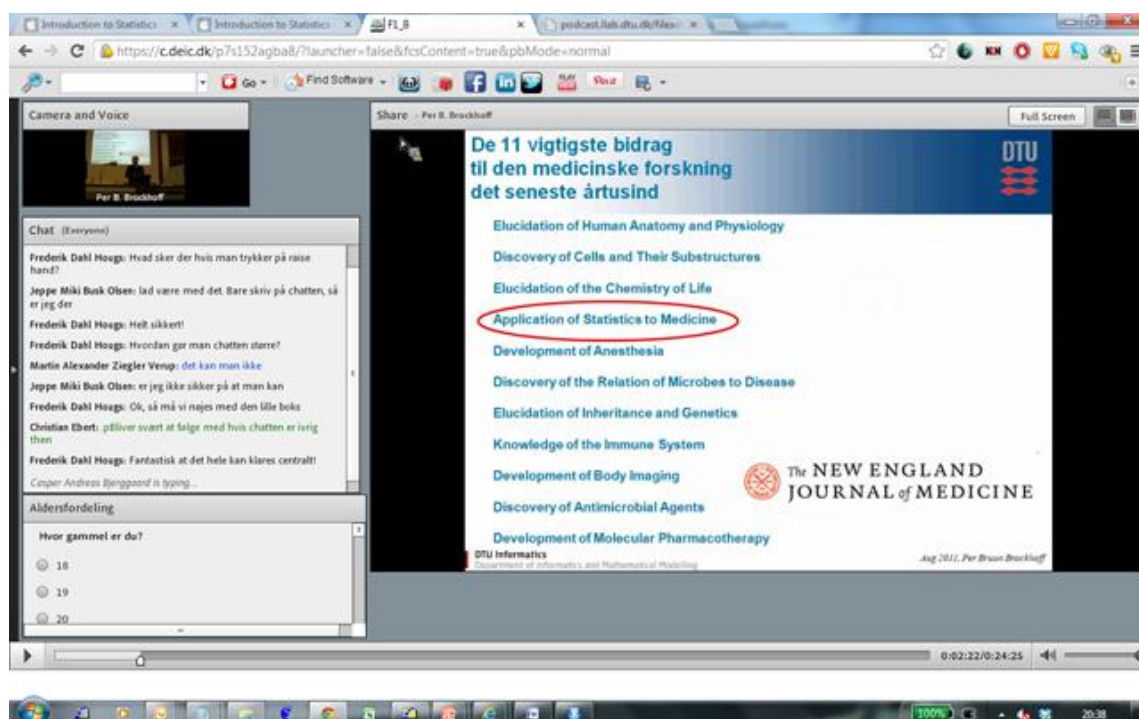 Introduction to Statistics
Introduction to Statistics
F1_B
podcast.llab.dtu.dk/files
https://c.deic.dk/p7s152agba8/?launcher=false&fcsContent=true&pbMode=normal
Go
Find Software
Camera and Voice
Per B. Brockhoff
Share - Per B. Brockhoff
Full Screen
De 11 vigtigste bidrag
til den medicinske forskning
det seneste årtusind
DTU
Elucidation of Human Anatomy and Physiology
Discovery of Cells and Their Substructures
Elucidation of the Chemistry of Life
Application of Statistics to Medicine
Development of Anesthesia
Discovery of the Relation of Microbes to Disease
Elucidation of Inheritance and Genetics
Knowledge of the Immune System
Development of Body Imaging
Discovery of Antimicrobial Agents
Development of Molecular Pharmacotherapy
The NEW ENGLAND
JOURNAL of MEDICINE
DTU Informatics
Department of Informatics and Mathematical Modeling
Aug 2011, Per Bruun Brockhoff
Chat (Everyone)
Frederik Dahl Hougs: Hvad sker der hvis man trykker på raise
hand?
Jeppe Miki Busk Olsen: lad være med det. Bare skriv på chatten, så
er jeg der
Frederik Dahl Hougs: Helt sikkert!
Frederik Dahl Hougs: Hvordan gør man chatten større?
Martin Alexander Ziegler Verup: det kan man ikke
Jeppe Miki Busk Olsen: er jeg ikke sikker på at man kan
Frederik Dahl Hougs: Ok, så må vi nøjes med den lille boks
Christian Ebert: .pBliver svært at følge med hvis chatten er ivrig
then
Frederik Dahl Hougs: Fantastisk at det hele kan klares centralt!
Casper Andreas Bjerggaard is typing...
Aldersfordeling
Hvor gammel er du?
18
19
20
0:02:22/0:24:25
100%
20:38